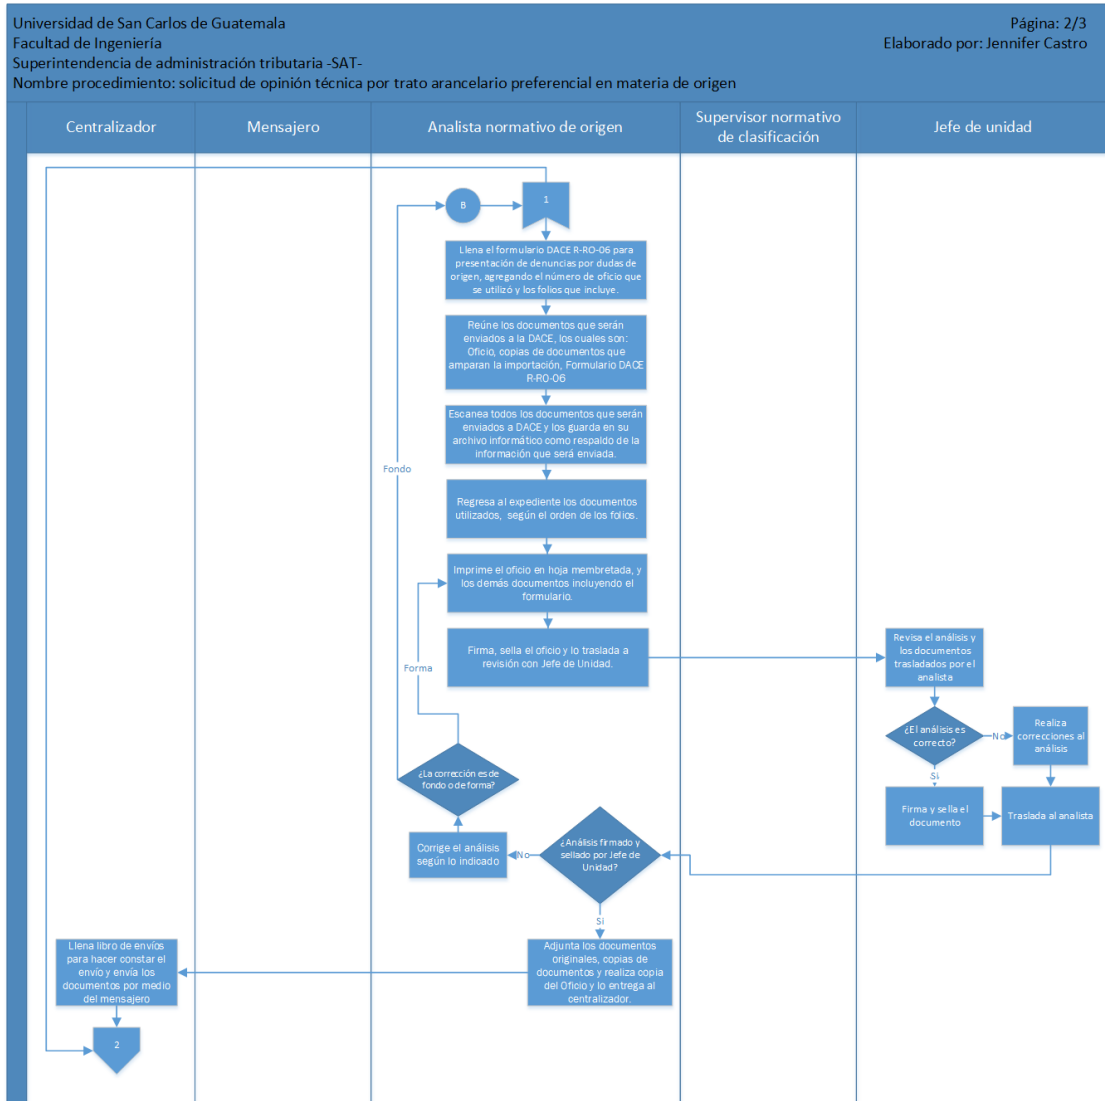 Universidad de San Carlos de Guatemala
Facultad de Ingeniería
Superintendencia de administración tributaria -SAT-
Nombre procedimiento: solicitud de opinión técnica por trato arancelario preferencial en materia de origen
Página: 2/3
Elaborado por: Jennifer Castro
Centralizador
Mensajero
Analista normativo de origen
Supervisor normativo
de clasificación
Jefe de unidad
B
1
Llena el formulario DACE R-RO-06 para
presentación de denuncias por dudas de
origen, agregando el número de oficio que
se utilizó y los folios que incluye.
Reúne los documentos que serán
enviados a la DACE, los cuales son:
Oficio, copias de documentos que
amparan la importación, Formulario DACE
R-RO-06
Escanea todos los documentos que serán
enviados a DACE y los guarda en su
archivo informático como respaldo de la
información que será enviada.
Fondo
Regresa al expediente los documentos
utilizados, según el orden de los folios.
Imprime el oficio en hoja membretada, y
los demás documentos incluyendo el
formulario.
Firma, sella el oficio y lo traslada a
revisión con Jefe de Unidad.
Forma
Revisa el análisis y
los documentos
trasladados por el
analista
¿El análisis es
correcto?
No
Realiza
correcciones al
análisis
Si
Firma y sella el
documento
Traslada al analista
¿La corrección es de
fondo o de forma?
Corrige el análisis
según lo indicado
No
¿Análisis firmado y
sellado por Jefe de
Unidad?
Si
Adjunta los documentos
originales, copias de
documentos y realiza copia
del Oficio y lo entrega al
centralizador.
Llena libro de envíos
para hacer constar el
envío y envía los
documentos por medio
del mensajero
2